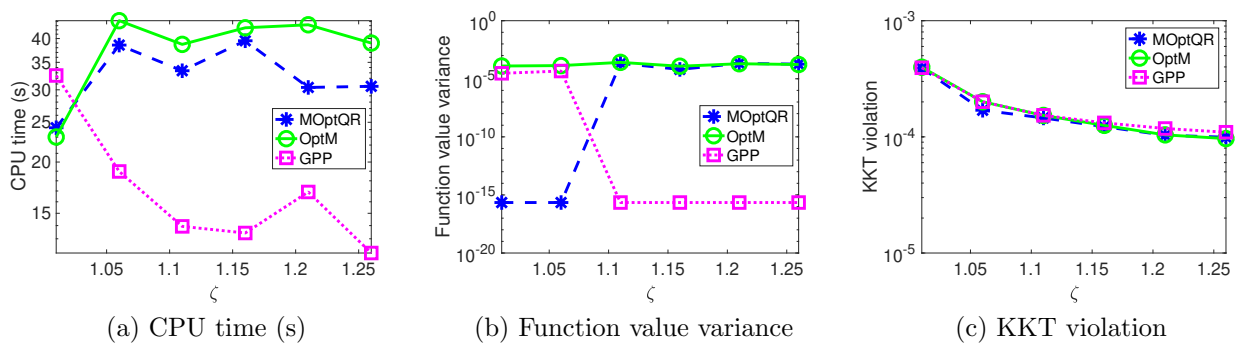 CPU time (s)
40
35
30
25
20
15
1.05
1.1
1.15
1.2
1.25
ζ
MOptQR
OptM
GPP
(a) CPU time (s)
Function value variance
10^0
10^-5
10^-10
10^-15
10^-20
1.05
1.1
1.15
1.2
1.25
ζ
MOptQR
OptM
GPP
(b) Function value variance
KKT violation
10^-3
10^-4
10^-5
1.05
1.1
1.15
1.2
1.25
ζ
MOptQR
OptM
GPP
(c) KKT violation